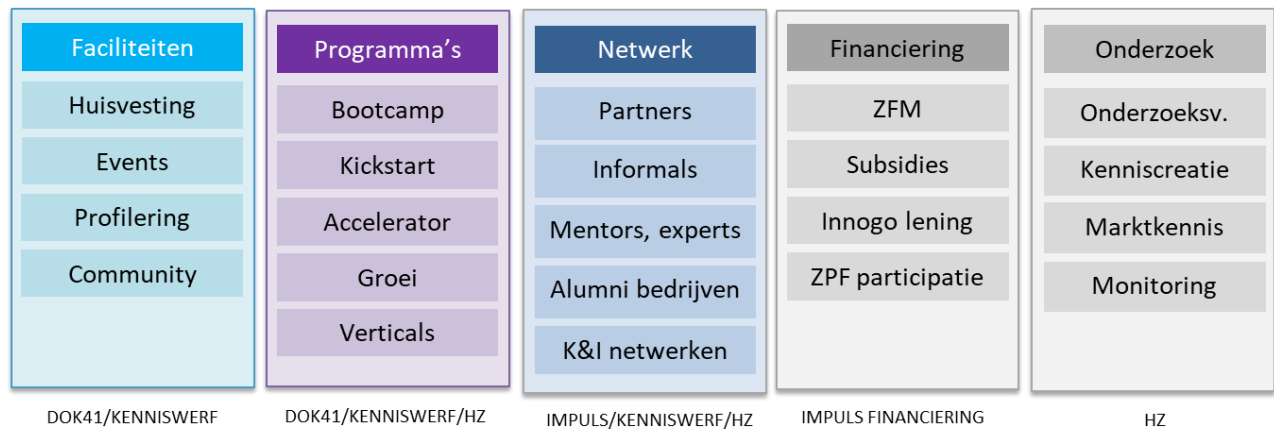 Faciliteiten
Huisvesting
Events
Profilering
Community
DOK41/KENNISWERF
Programma's
Bootcamp
Kickstart
Accelerator
Groei
Verticals
DOK41/KENNISWERF/HZ
Netwerk
Partners
Informals
Mentors, experts
Alumni bedrijven
K&I netwerken
IMPULS/KENNISWERF/HZ
Financiering
ZFM
Subsidies
Innogo lening
ZPF participatie
IMPULS FINANCIERING
Onderzoek
Onderzoeksv.
Kenniscreatie
Marktkennis
Monitoring
HZ